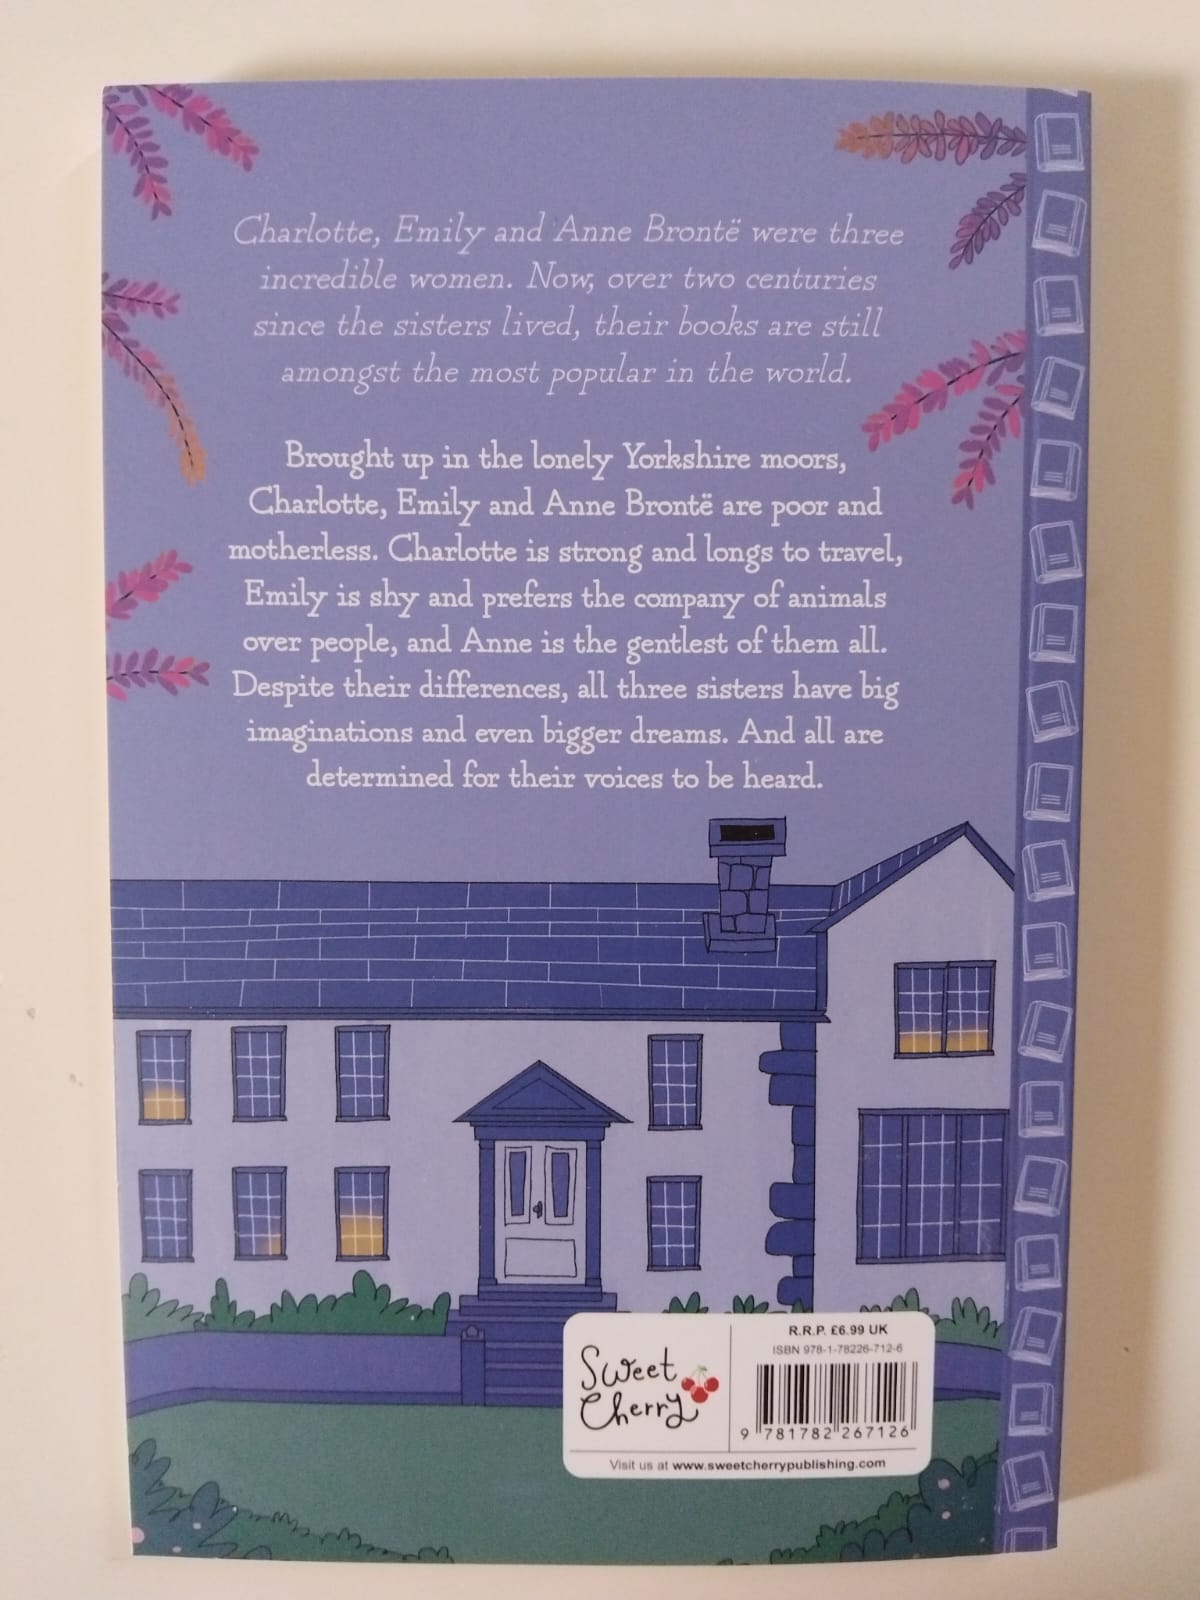 Charlotte, Emily and Anne Brontë were three
incredible women. Now, over two centuries
since the sisters lived, their books are still
amongst the most popular in the world.
Brought up in the lonely Yorkshire moors,
Charlotte, Emily and Anne Brontë are poor and
motherless. Charlotte is strong and longs to travel,
Emily is shy and prefers the company of animals
over people, and Anne is the gentlest of them all.
Despite their differences, all three sisters have big
imaginations and even bigger dreams. And all are
determined for their voices to be heard.
Sweet
Cherry
R.R.P. £6.99 UK
ISBN 978-1-78226-712-6
9 781782 267126
Visit us at www.sweetcherrypublishing.com